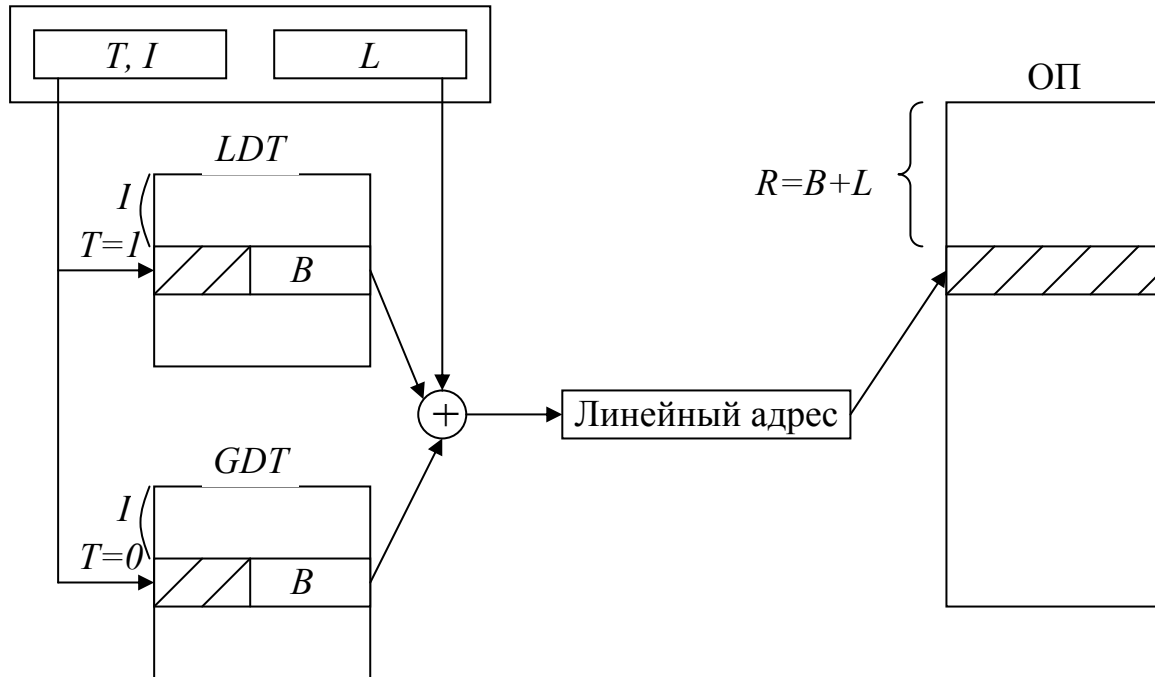 T, I
L
ОП
LDT
I
R=B+L
T=1
B
+
Линейный адрес
GDT
I
T=0
B